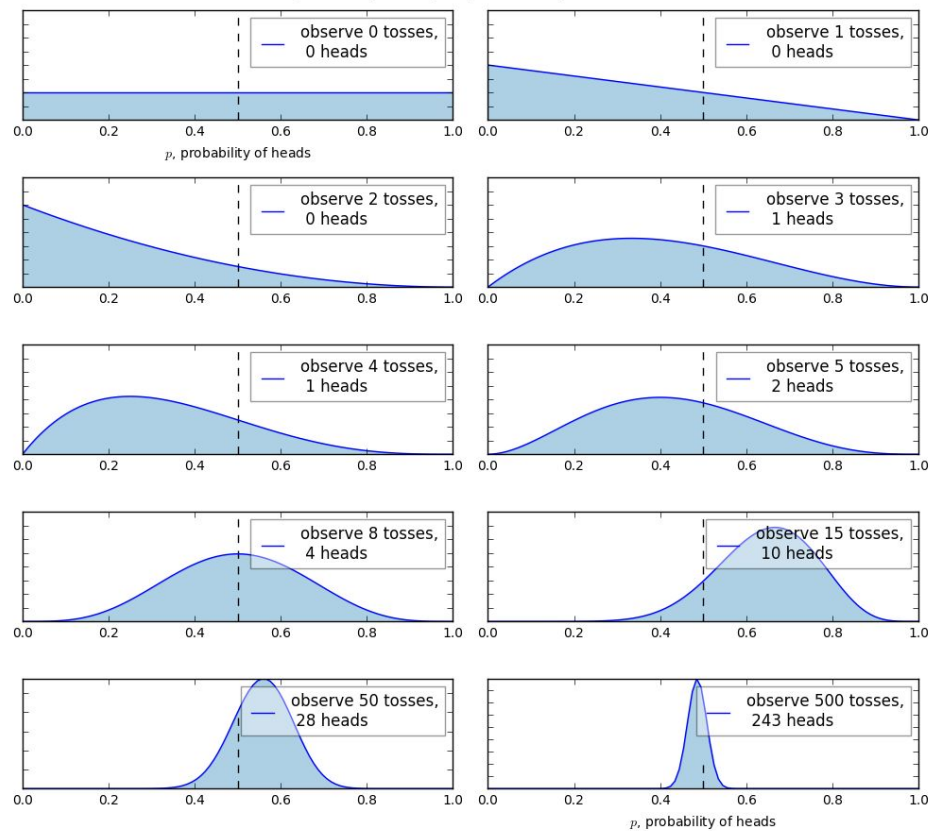 observe 0 tosses,
0 heads
0.0 0.2 0.4 0.6 0.8 1.0
p, probability of heads
observe 1 tosses,
0 heads
0.0 0.2 0.4 0.6 0.8 1.0
observe 2 tosses,
0 heads
0.0 0.2 0.4 0.6 0.8 1.0
observe 3 tosses,
1 heads
0.0 0.2 0.4 0.6 0.8 1.0
observe 4 tosses,
1 heads
0.0 0.2 0.4 0.6 0.8 1.0
observe 5 tosses,
2 heads
0.0 0.2 0.4 0.6 0.8 1.0
observe 8 tosses,
4 heads
0.0 0.2 0.4 0.6 0.8 1.0
observe 15 tosses,
10 heads
0.0 0.2 0.4 0.6 0.8 1.0
observe 50 tosses,
28 heads
0.0 0.2 0.4 0.6 0.8 1.0
observe 500 tosses,
243 heads
0.0 0.2 0.4 0.6 0.8 1.0
p, probability of heads